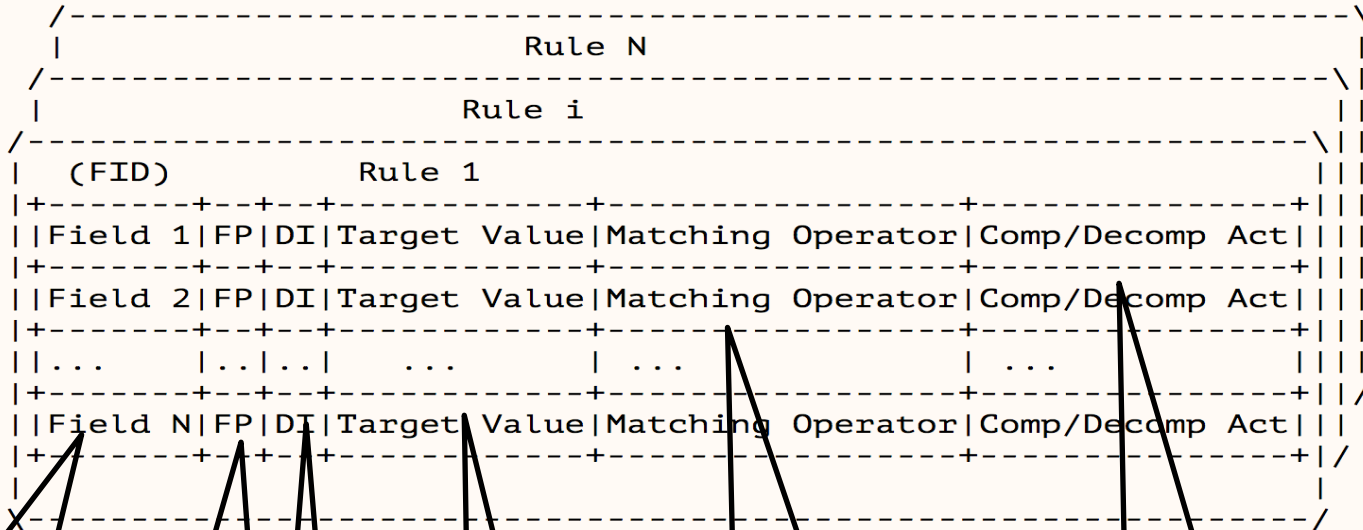 /---------------------------------------------------------------\
|                       Rule N                                  |
/---------------------------------------------------------------\|
|                    Rule i                                     ||
/---------------------------------------------------------------\||
|  (FID)         Rule 1                                         |||
|+-------+--+--+------------+-----------------+---------------+|||
||Field 1|FP|DI|Target Value|Matching Operator|Comp/Decomp Act||||
|+-------+--+--+------------+-----------------+---------------+|||
||Field 2|FP|DI|Target Value|Matching Operator|Comp/Decomp Act||||
|+-------+--+--+------------+-----------------+---------------+|||
||...    |..|..|   ...      | ...             | ...           ||||
|+-------+--+--+------------+-----------------+---------------+||/
||Field N|FP|DI|Target Value|Matching Operator|Comp/Decomp Act|||
|+-------+--+--+------------+-----------------+---------------+|/
|                                                              |
\--------------------------------------------------------------/